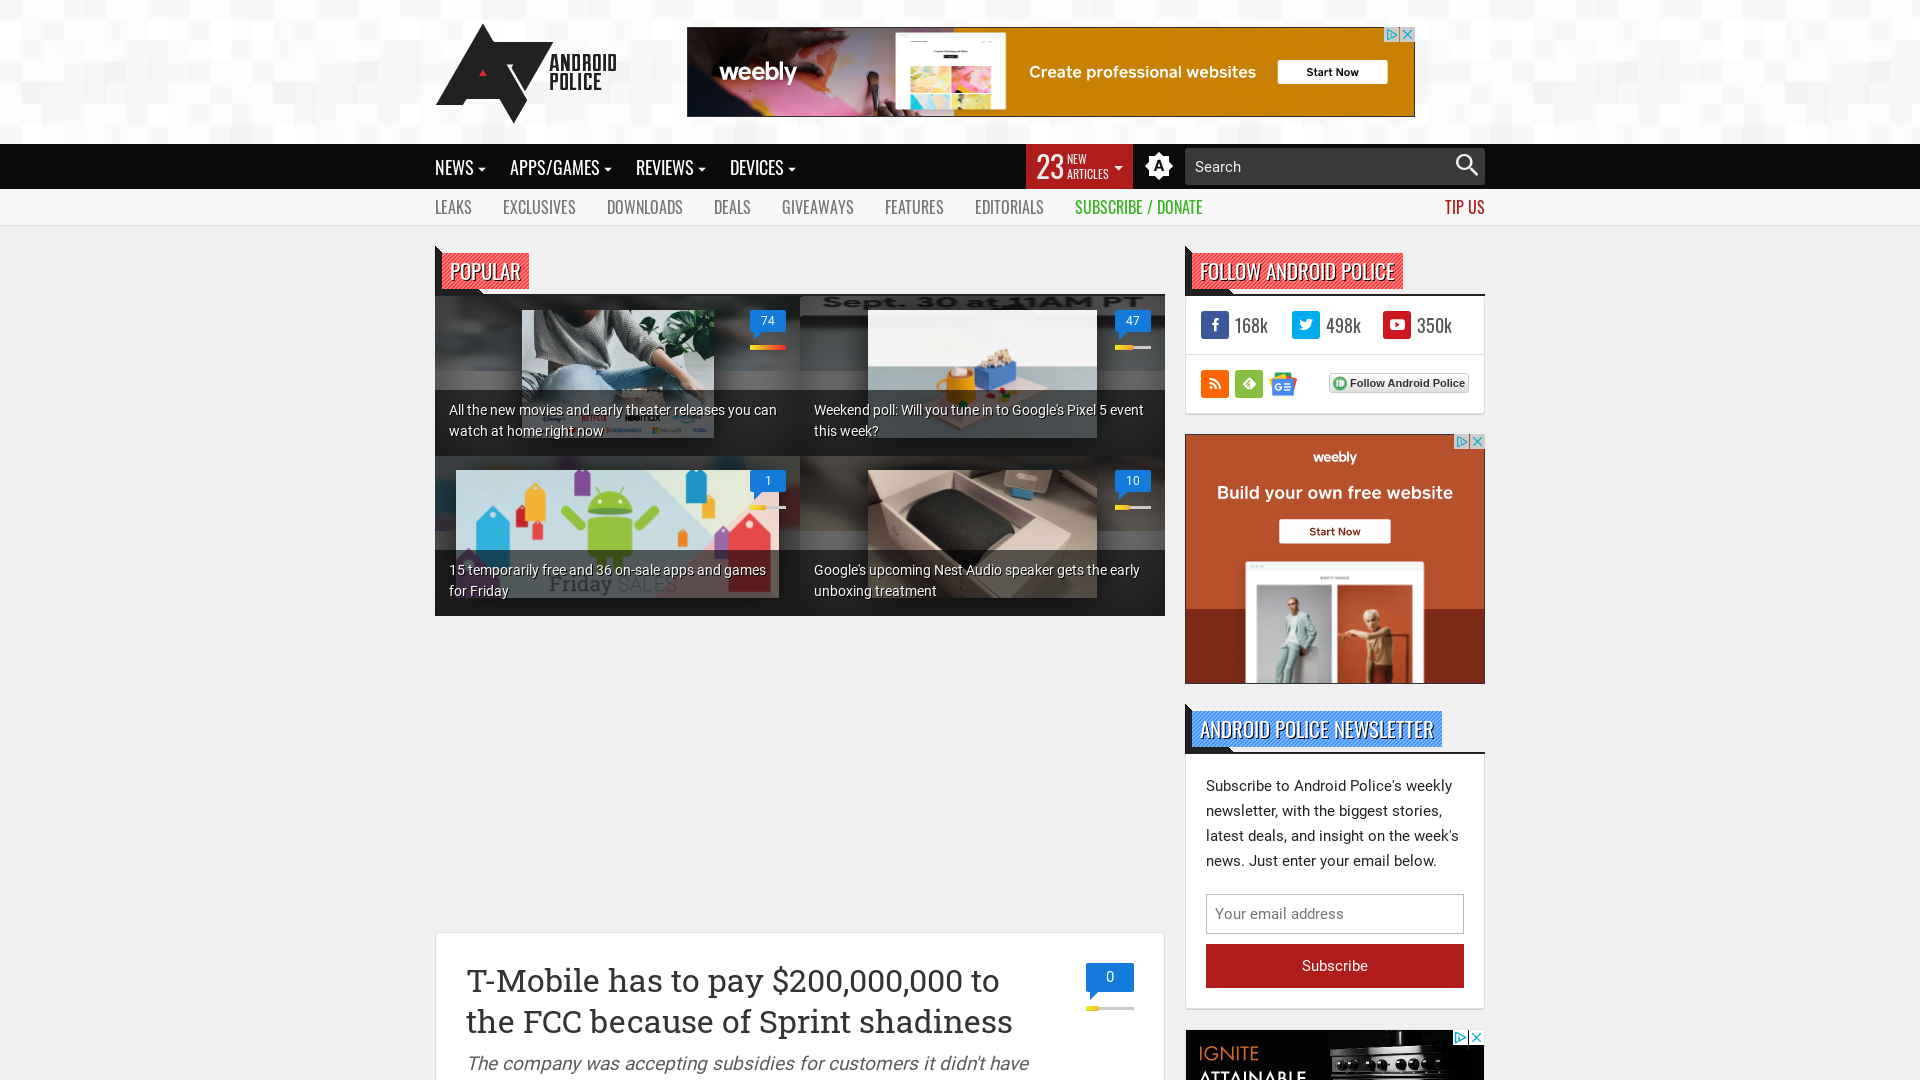 ANDROID
POLICE
weebly
Create professional websites
Start Now
NEWS
APPS/GAMES
REVIEWS
DEVICES
23 NEW
ARTICLES
A
Search
LEAKS
EXCLUSIVES
DOWNLOADS
DEALS
GIVEAWAYS
FEATURES
EDITORIALS
SUBSCRIBE / DONATE
TIP US
POPULAR
74
All the new movies and early theater releases you can
watch at home right now
Sept. 30 at 11AM PT
47
Weekend poll: Will you tune in to Google's Pixel 5 event
this week?
1
15 temporarily free and 36 on-sale apps and games
for Friday
Friday SALES
10
Google's upcoming Nest Audio speaker gets the early
unboxing treatment
T-Mobile has to pay $200,000,000 to
the FCC because of Sprint shadiness
0
The company was accepting subsidies for customers it didn't have
FOLLOW ANDROID POLICE
168k
498k
350k
Follow Android Police
weebly
Build your own free website
Start Now
ANDROID POLICE NEWSLETTER
Subscribe to Android Police's weekly
newsletter, with the biggest stories,
latest deals, and insight on the week's
news. Just enter your email below.
Your email address
Subscribe
IGNITE
ATTAINABLE